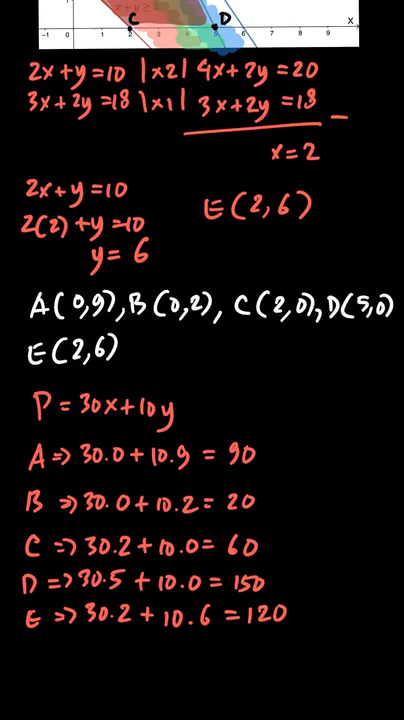 x + y ≥ 2
C D
x
-1 0 1 2 3 4 5 6 7 8 9
2x+y=10 |x2| 4x+2y=20
3x+2y=18 |x1| 3x+2y=18 -
x=2
2x+y=10
2(2)+y=10
y=6
E(2,6)
A(0,9), B(0,2), C(2,0), D(5,0)
E(2,6)
P = 30x+10y
A => 30.0+10.9 = 90
B => 30.0+10.2 = 20
C => 30.2+10.0 = 60
D => 30.5+10.0 = 150
E => 30.2+10.6 = 120